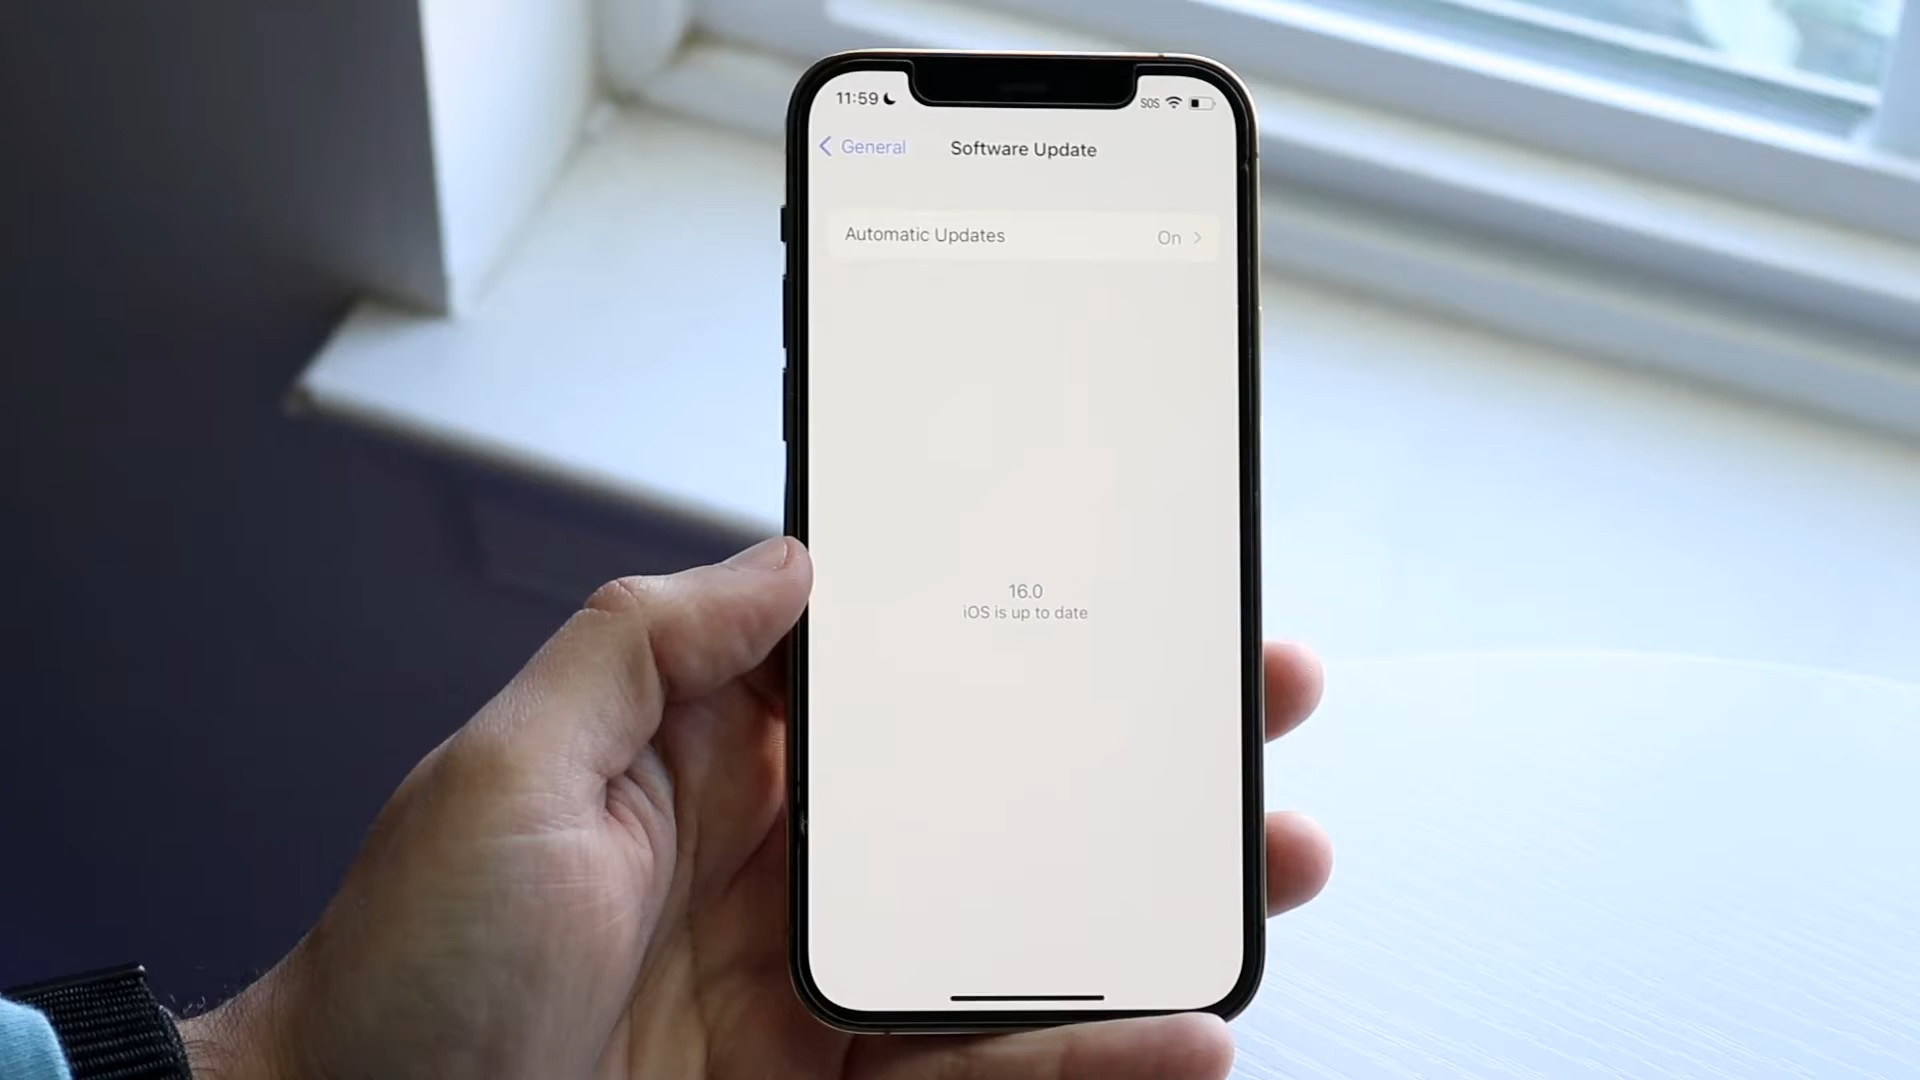 11:59
SOS
General
Software Update
Automatic Updates
On
16.0
iOS is up to date